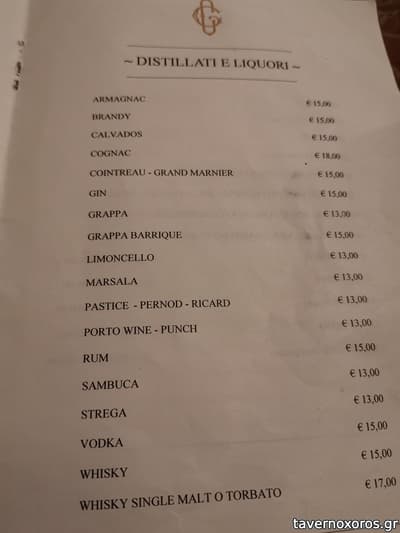 ~ DISTILLATI E LIQUORI ~
ARMAGNAC € 15,00
BRANDY € 15,00
CALVADOS € 15,00
COGNAC € 18,00
COINTREAU - GRAND MARNIER € 15,00
GIN € 15,00
GRAPPA € 13,00
GRAPPA BARRIQUE € 15,00
LIMONCELLO € 13,00
MARSALA € 13,00
PASTICE - PERNOD - RICARD € 13,00
PORTO WINE - PUNCH € 13,00
RUM € 15,00
SAMBUCA € 13,00
STREGA € 13,00
VODKA € 15,00
WHISKY € 15,00
WHISKY SINGLE MALT O TORBATO € 17,00
tavernoxoros.gr